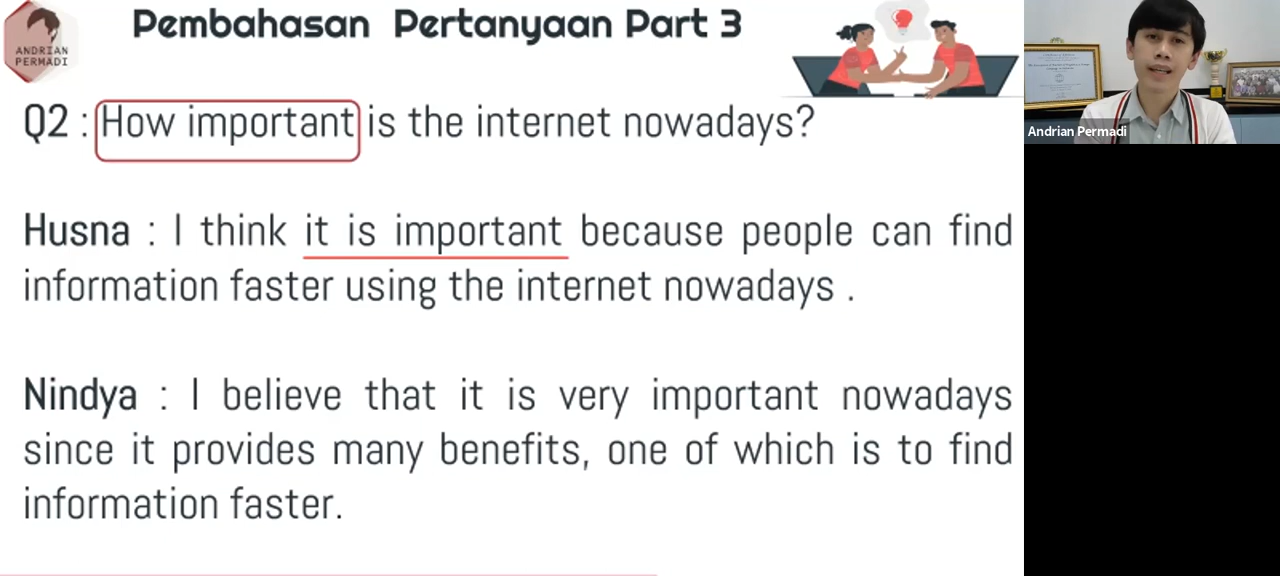 Pembahasan Pertanyaan Part 3
ANDRIAN
PERMADI
Q2 : How important is the internet nowadays?
Husna : I think it is important because people can find
information faster using the internet nowadays .
Nindya : I believe that it is very important nowadays
since it provides many benefits, one of which is to find
information faster.
Andrian Permadi